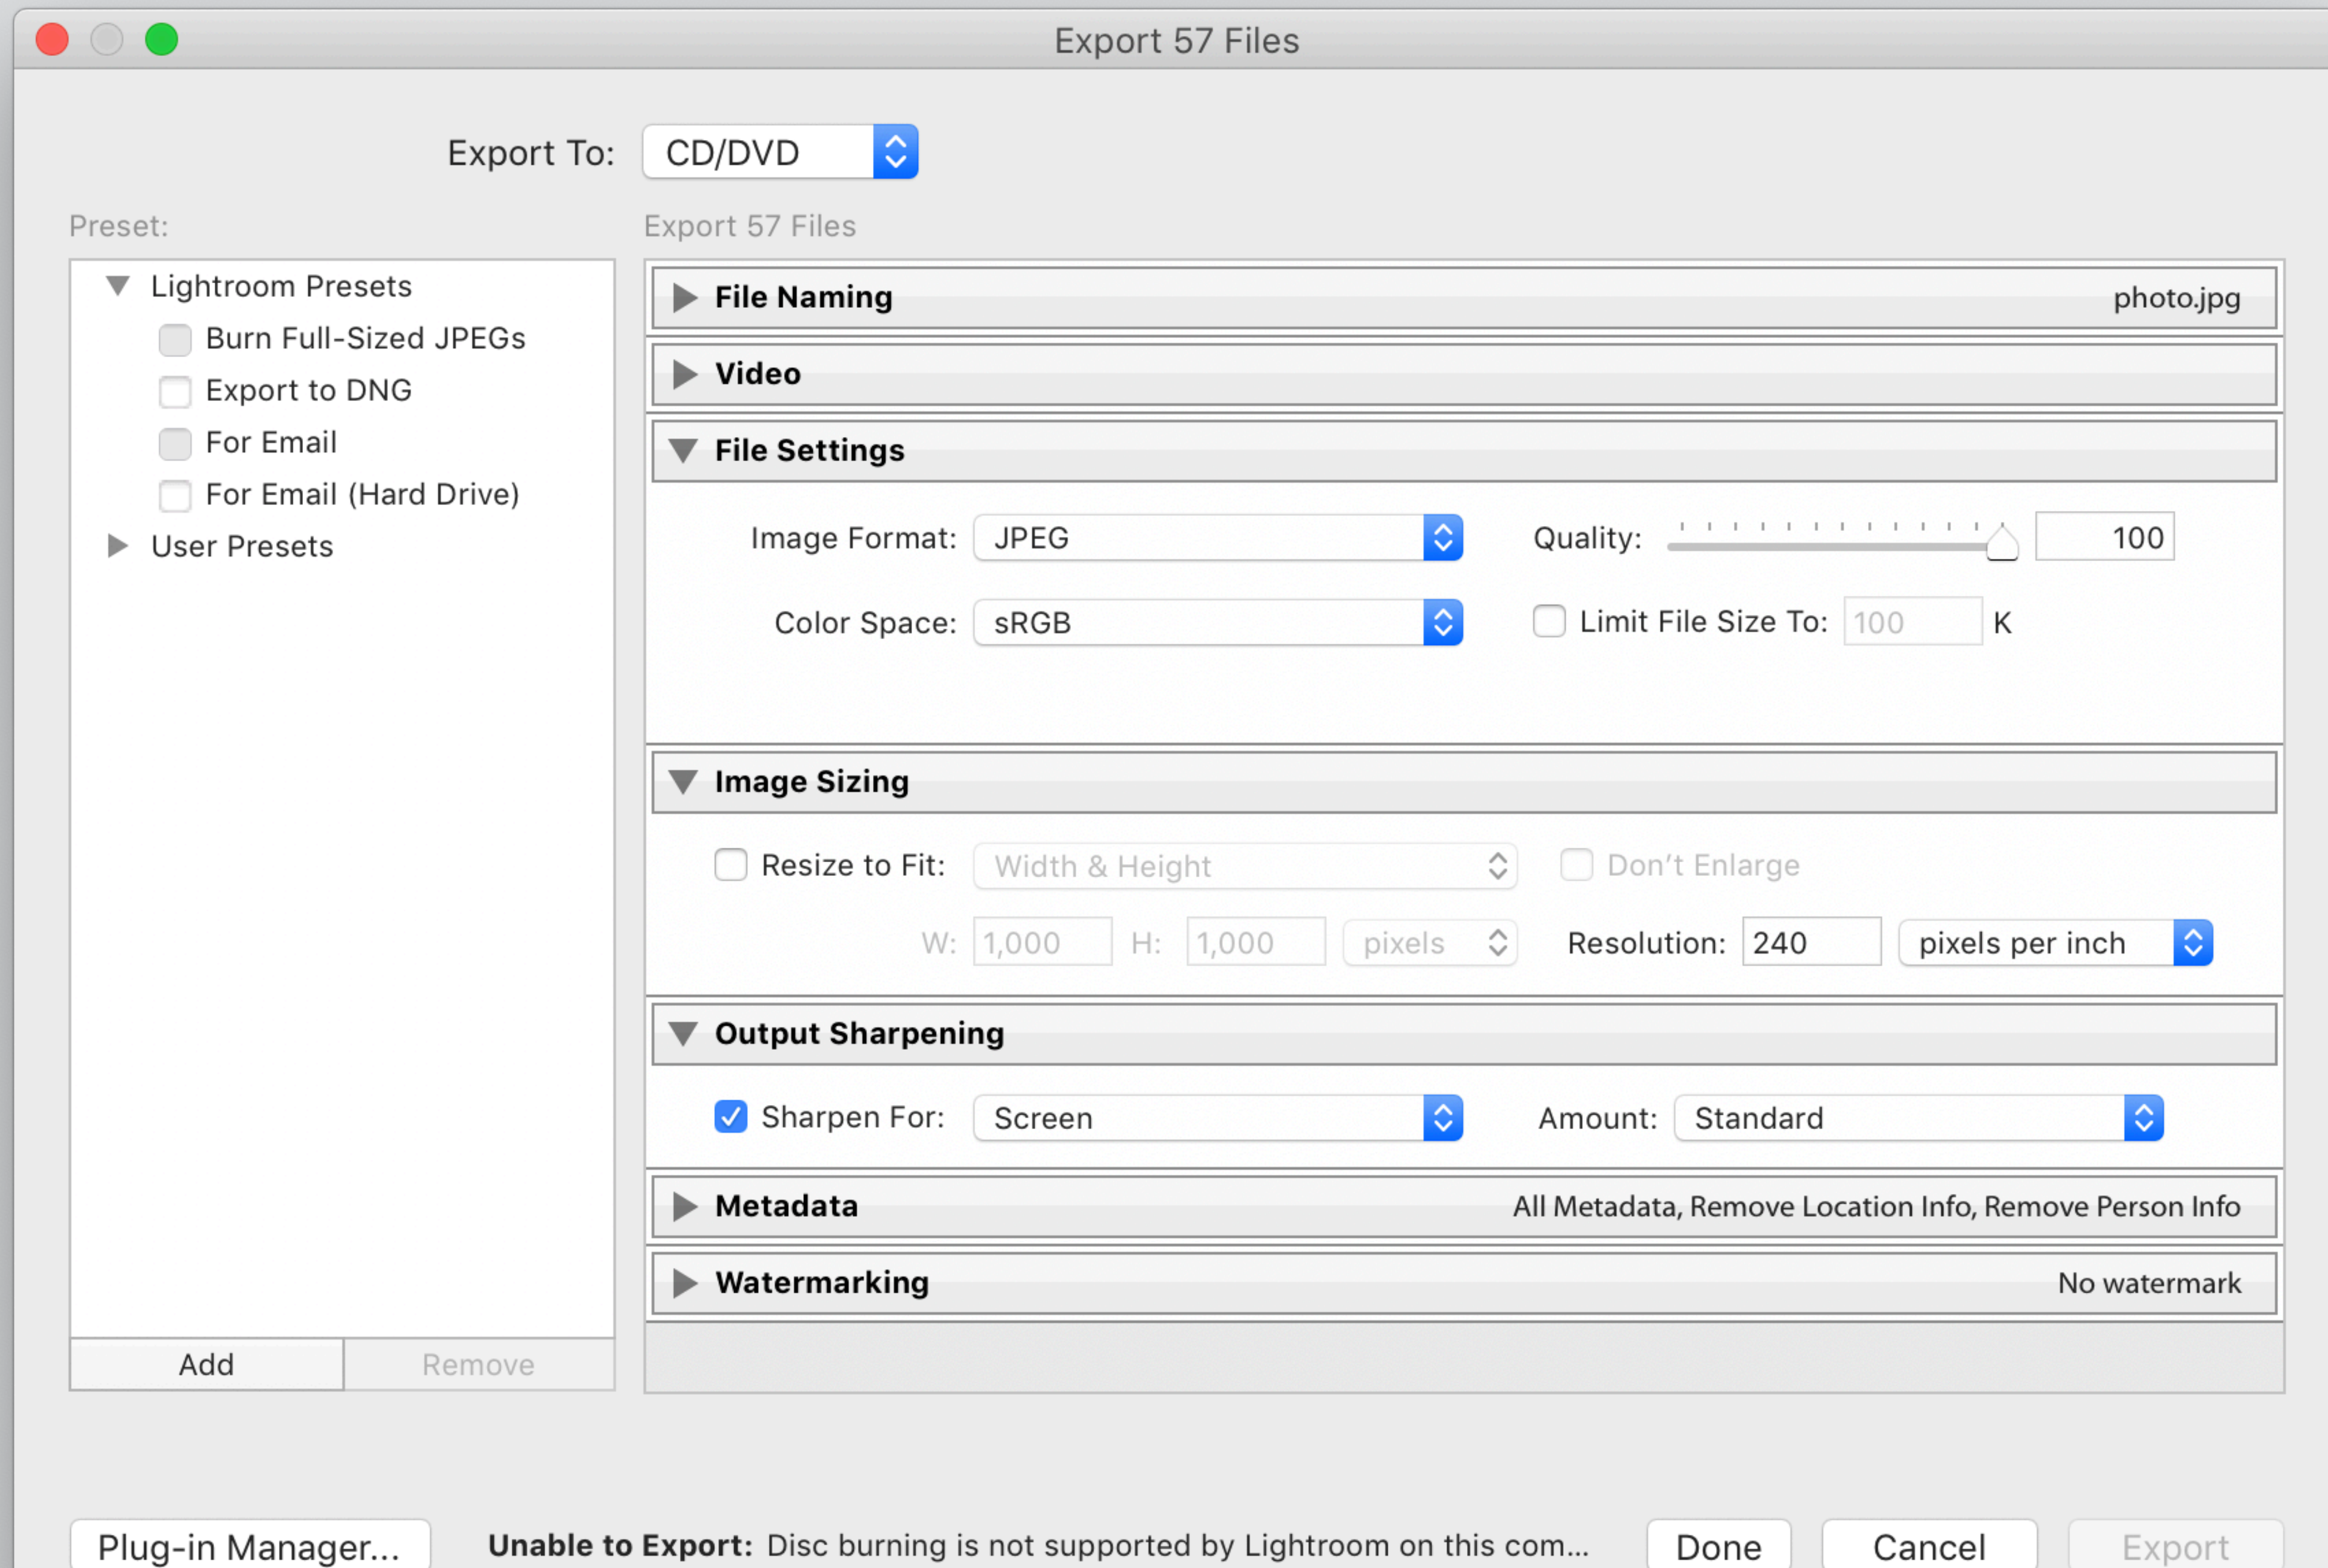 Export 57 Files
Export To: CD/DVD
Preset:
Export 57 Files
Lightroom Presets
Burn Full-Sized JPEGs
Export to DNG
For Email
For Email (Hard Drive)
User Presets
Add Remove
File Naming photo.jpg
Video
File Settings
Image Format: JPEG Quality: 100
Color Space: sRGB Limit File Size To: 100 K
Image Sizing
Resize to Fit: Width & Height Don't Enlarge
W: 1,000 H: 1,000 pixels Resolution: 240 pixels per inch
Output Sharpening
Sharpen For: Screen Amount: Standard
Metadata All Metadata, Remove Location Info, Remove Person Info
Watermarking No watermark
Plug-in Manager... Unable to Export: Disc burning is not supported by Lightroom on this com... Done Cancel Export